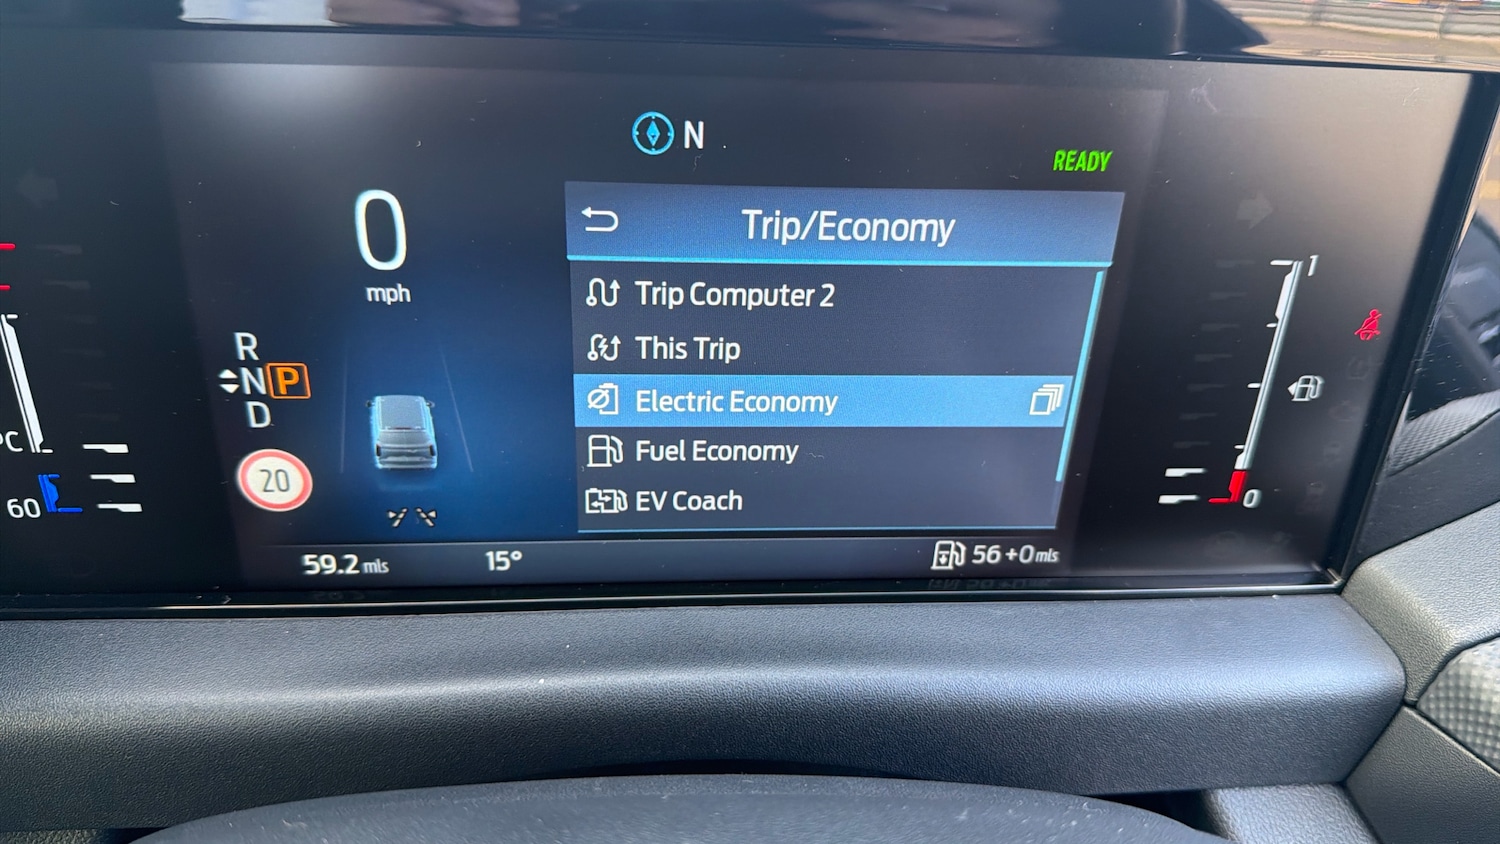 N
READY
0
mph
Trip/Economy
Trip Computer 2
This Trip
Electric Economy
Fuel Economy
EV Coach
R
N P
D
20
°C
60
1
0
59.2 mls
15°
56 +0 mls